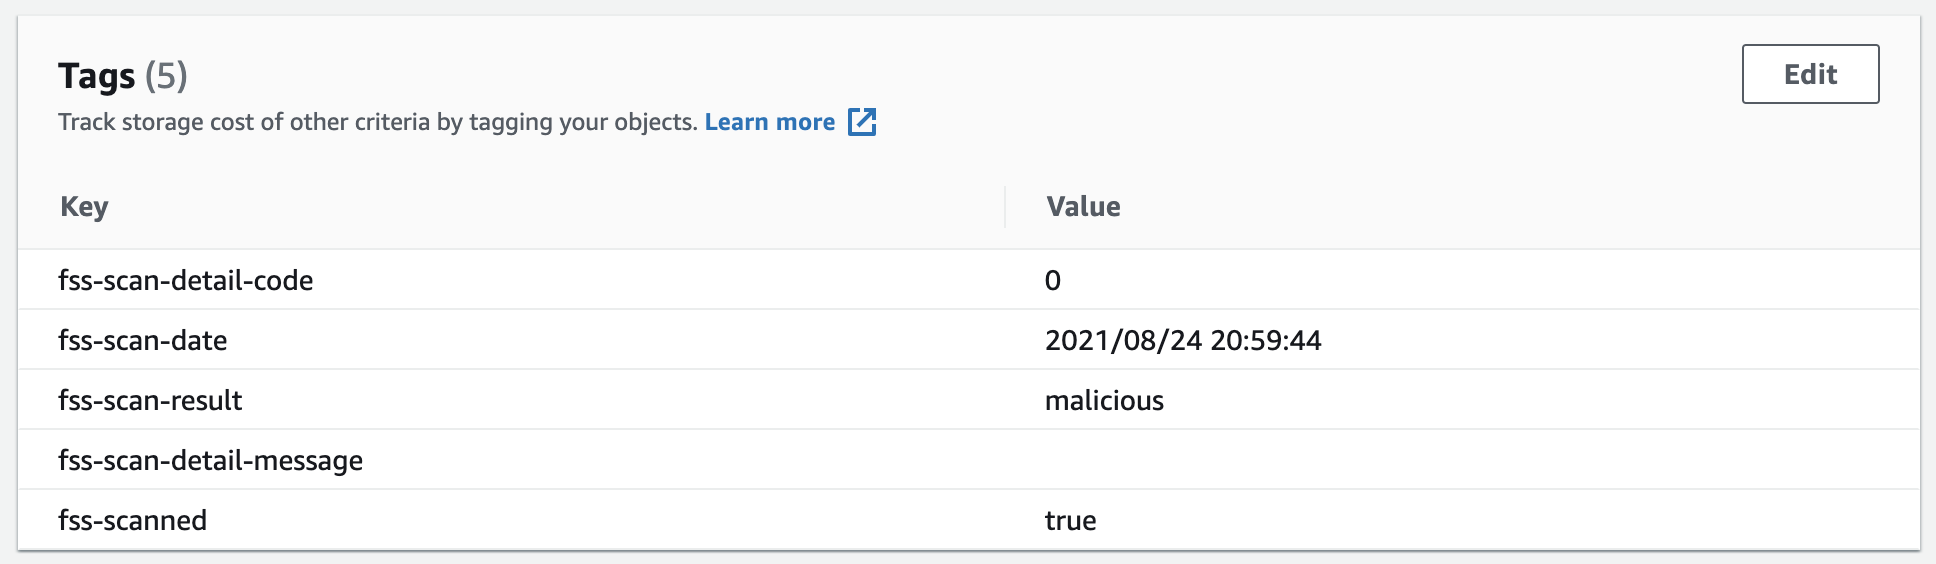 Tags (5)
Edit
Track storage cost of other criteria by tagging your objects. Learn more
Key Value
fss-scan-detail-code 0
fss-scan-date 2021/08/24 20:59:44
fss-scan-result malicious
fss-scan-detail-message
fss-scanned true